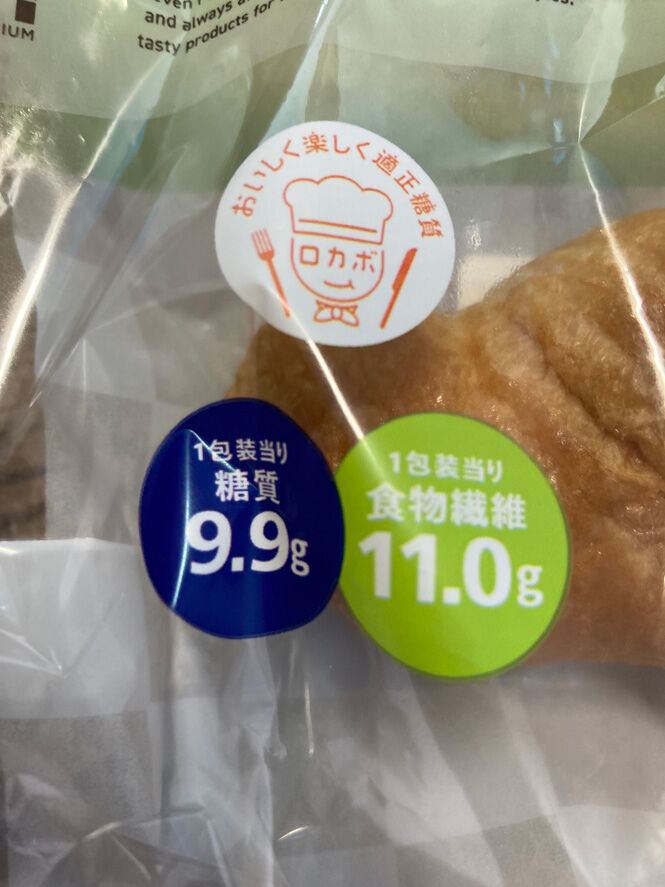 IUM
and always a
tasty products for
おいしく楽しく適正糖質
ロカボ
1包装当り
糖質
9.9g
1包装当り
食物繊維
11.0g